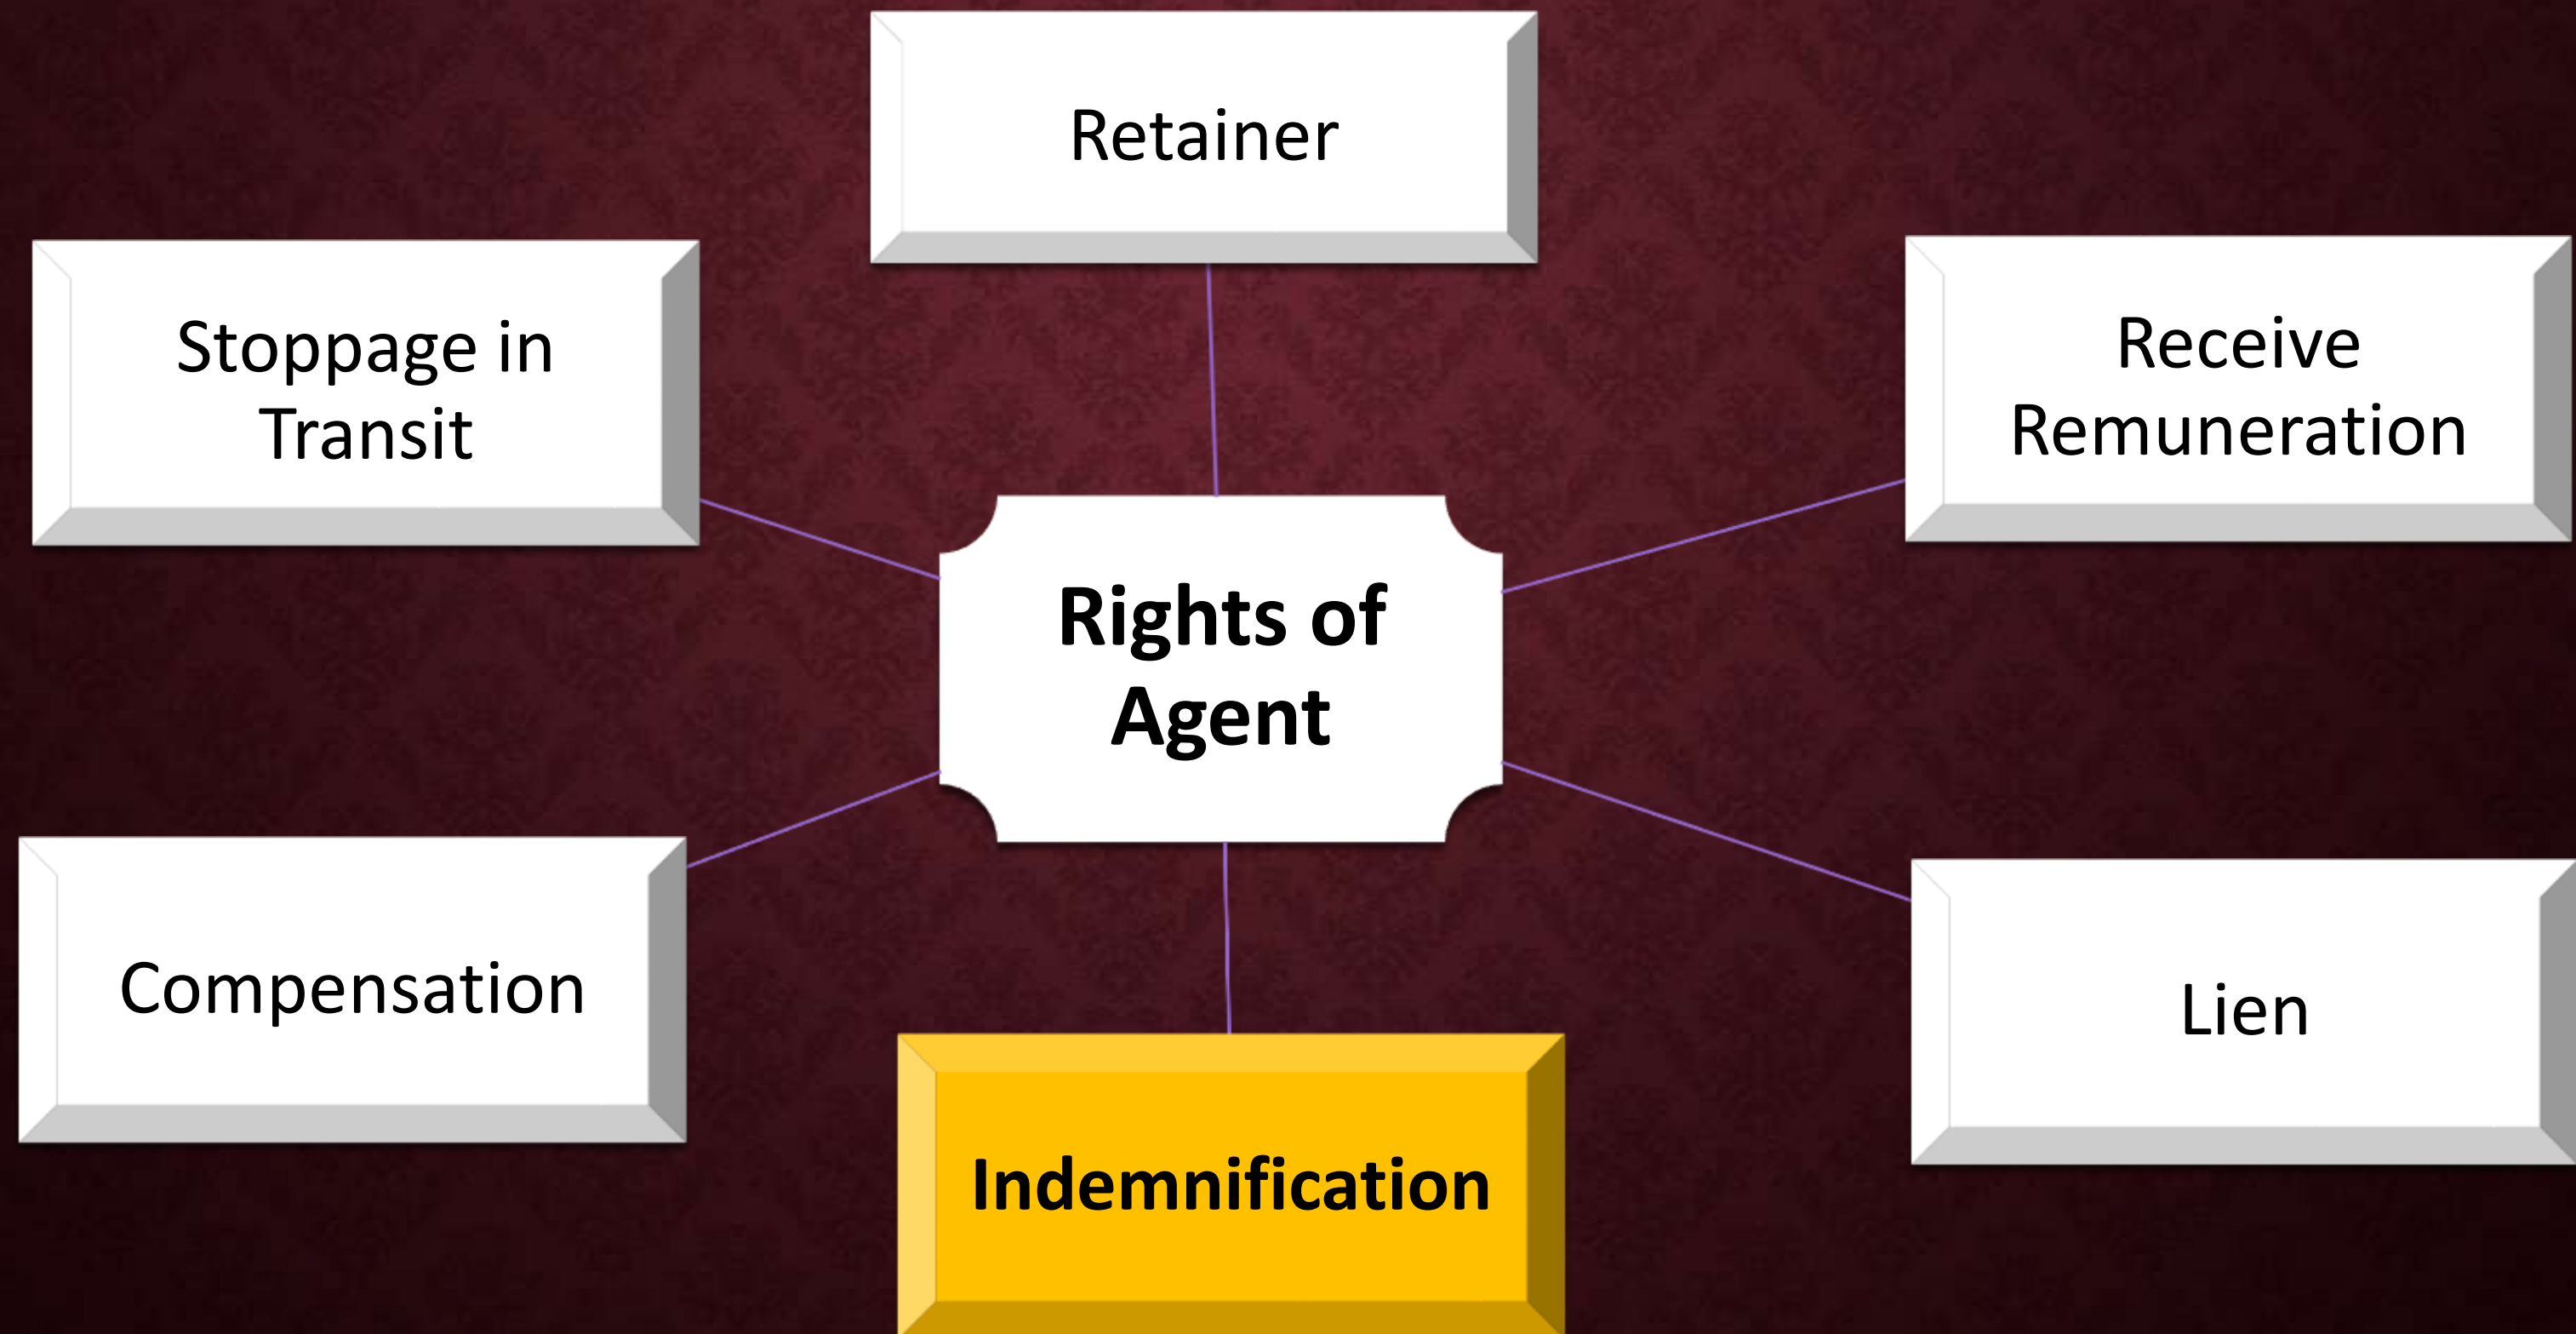 Retainer
Stoppage in
Transit
Receive
Remuneration
Rights of
Agent
Compensation
Lien
Indemnification